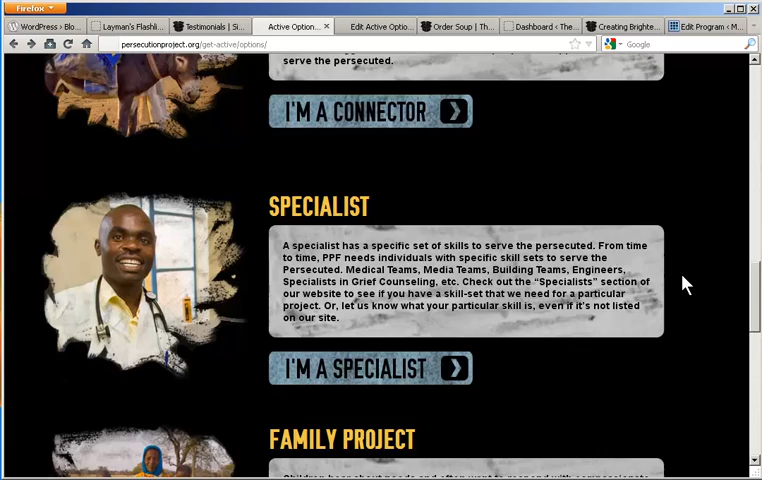 Firefox
WordPress › Blo...
Layman's Flashli...
Testimonials | Si...
Active Option...
Edit Active Optio...
Order Soup | Th...
Dashboard ‹ The...
Creating Brighte...
Edit Program ‹ M...
persecutionproject.org/get-active/options/
Google
serve the persecuted.
I'M A CONNECTOR
SPECIALIST
A specialist has a specific set of skills to serve the persecuted. From time
to time, PPF needs individuals with specific skill sets to serve the
Persecuted. Medical Teams, Media Teams, Building Teams, Engineers,
Specialists in Grief Counseling, etc. Check out the “Specialists” section of
our website to see if you have a skill-set that we need for a particular
project. Or, let us know what your particular skill is, even if it's not listed
on our site.
I'M A SPECIALIST
FAMILY PROJECT